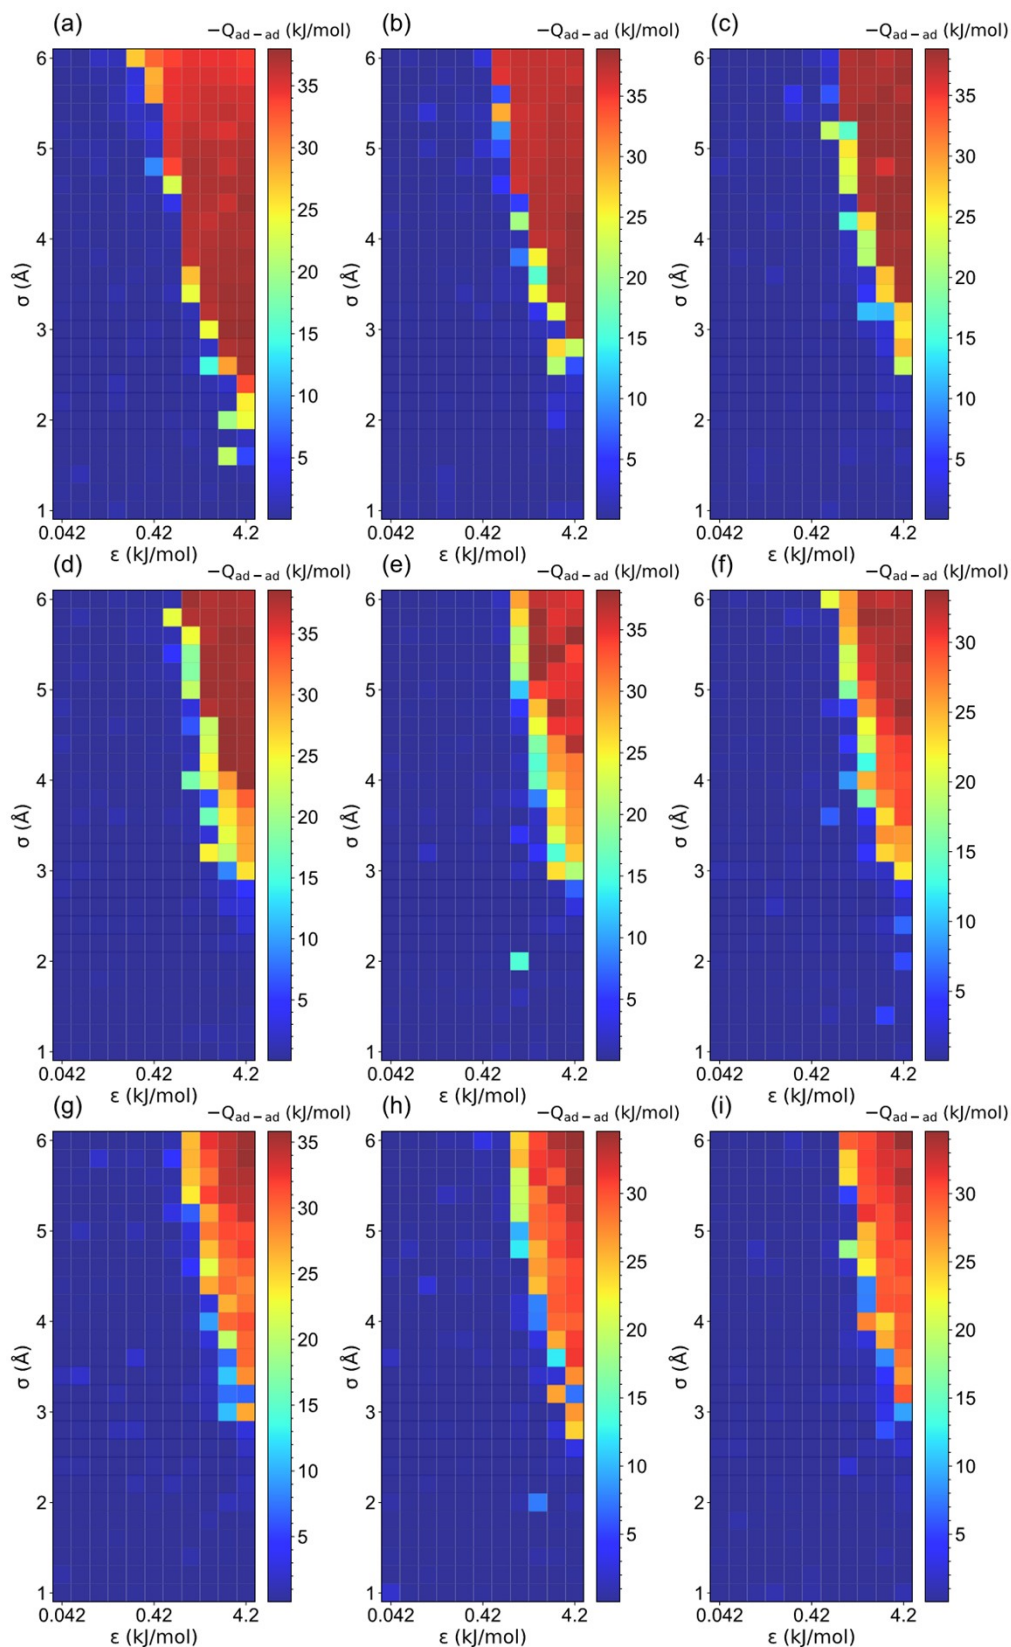 (a) −Qad−ad (kJ/mol) (b) −Qad−ad (kJ/mol) (c) −Qad−ad (kJ/mol)
6 35 6 35 6 35
30 30 30
5 5 5
25 25 25
4 20 4 20 4 20
σ (Å) σ (Å) σ (Å)
3 15 3 15 3 15
10 10 10
2 2 2
5 5 5
1 1 1
0.042 0.42 4.2 0.042 0.42 4.2 0.042 0.42 4.2
ε (kJ/mol) ε (kJ/mol) ε (kJ/mol)
(d) −Qad−ad (kJ/mol) (e) −Qad−ad (kJ/mol) (f) −Qad−ad (kJ/mol)
6 35 6 35 6
30 30 30
5 5 5
25 25 25
4 20 4 20 4 20
σ (Å) σ (Å) σ (Å)
3 15 3 15 3 15
10 10 10
2 2 2
5 5 5
1 1 1
0.042 0.42 4.2 0.042 0.42 4.2 0.042 0.42 4.2
ε (kJ/mol) ε (kJ/mol) ε (kJ/mol)
(g) −Qad−ad (kJ/mol) (h) −Qad−ad (kJ/mol) (i) −Qad−ad (kJ/mol)
6 35 6 6
30 30 30
5 5 5
25 25 25
4 20 4 20 4 20
σ (Å) σ (Å) σ (Å)
3 15 3 15 3 15
10 10 10
2 2 2
5 5 5
1 1 1
0.042 0.42 4.2 0.042 0.42 4.2 0.042 0.42 4.2
ε (kJ/mol) ε (kJ/mol) ε (kJ/mol)